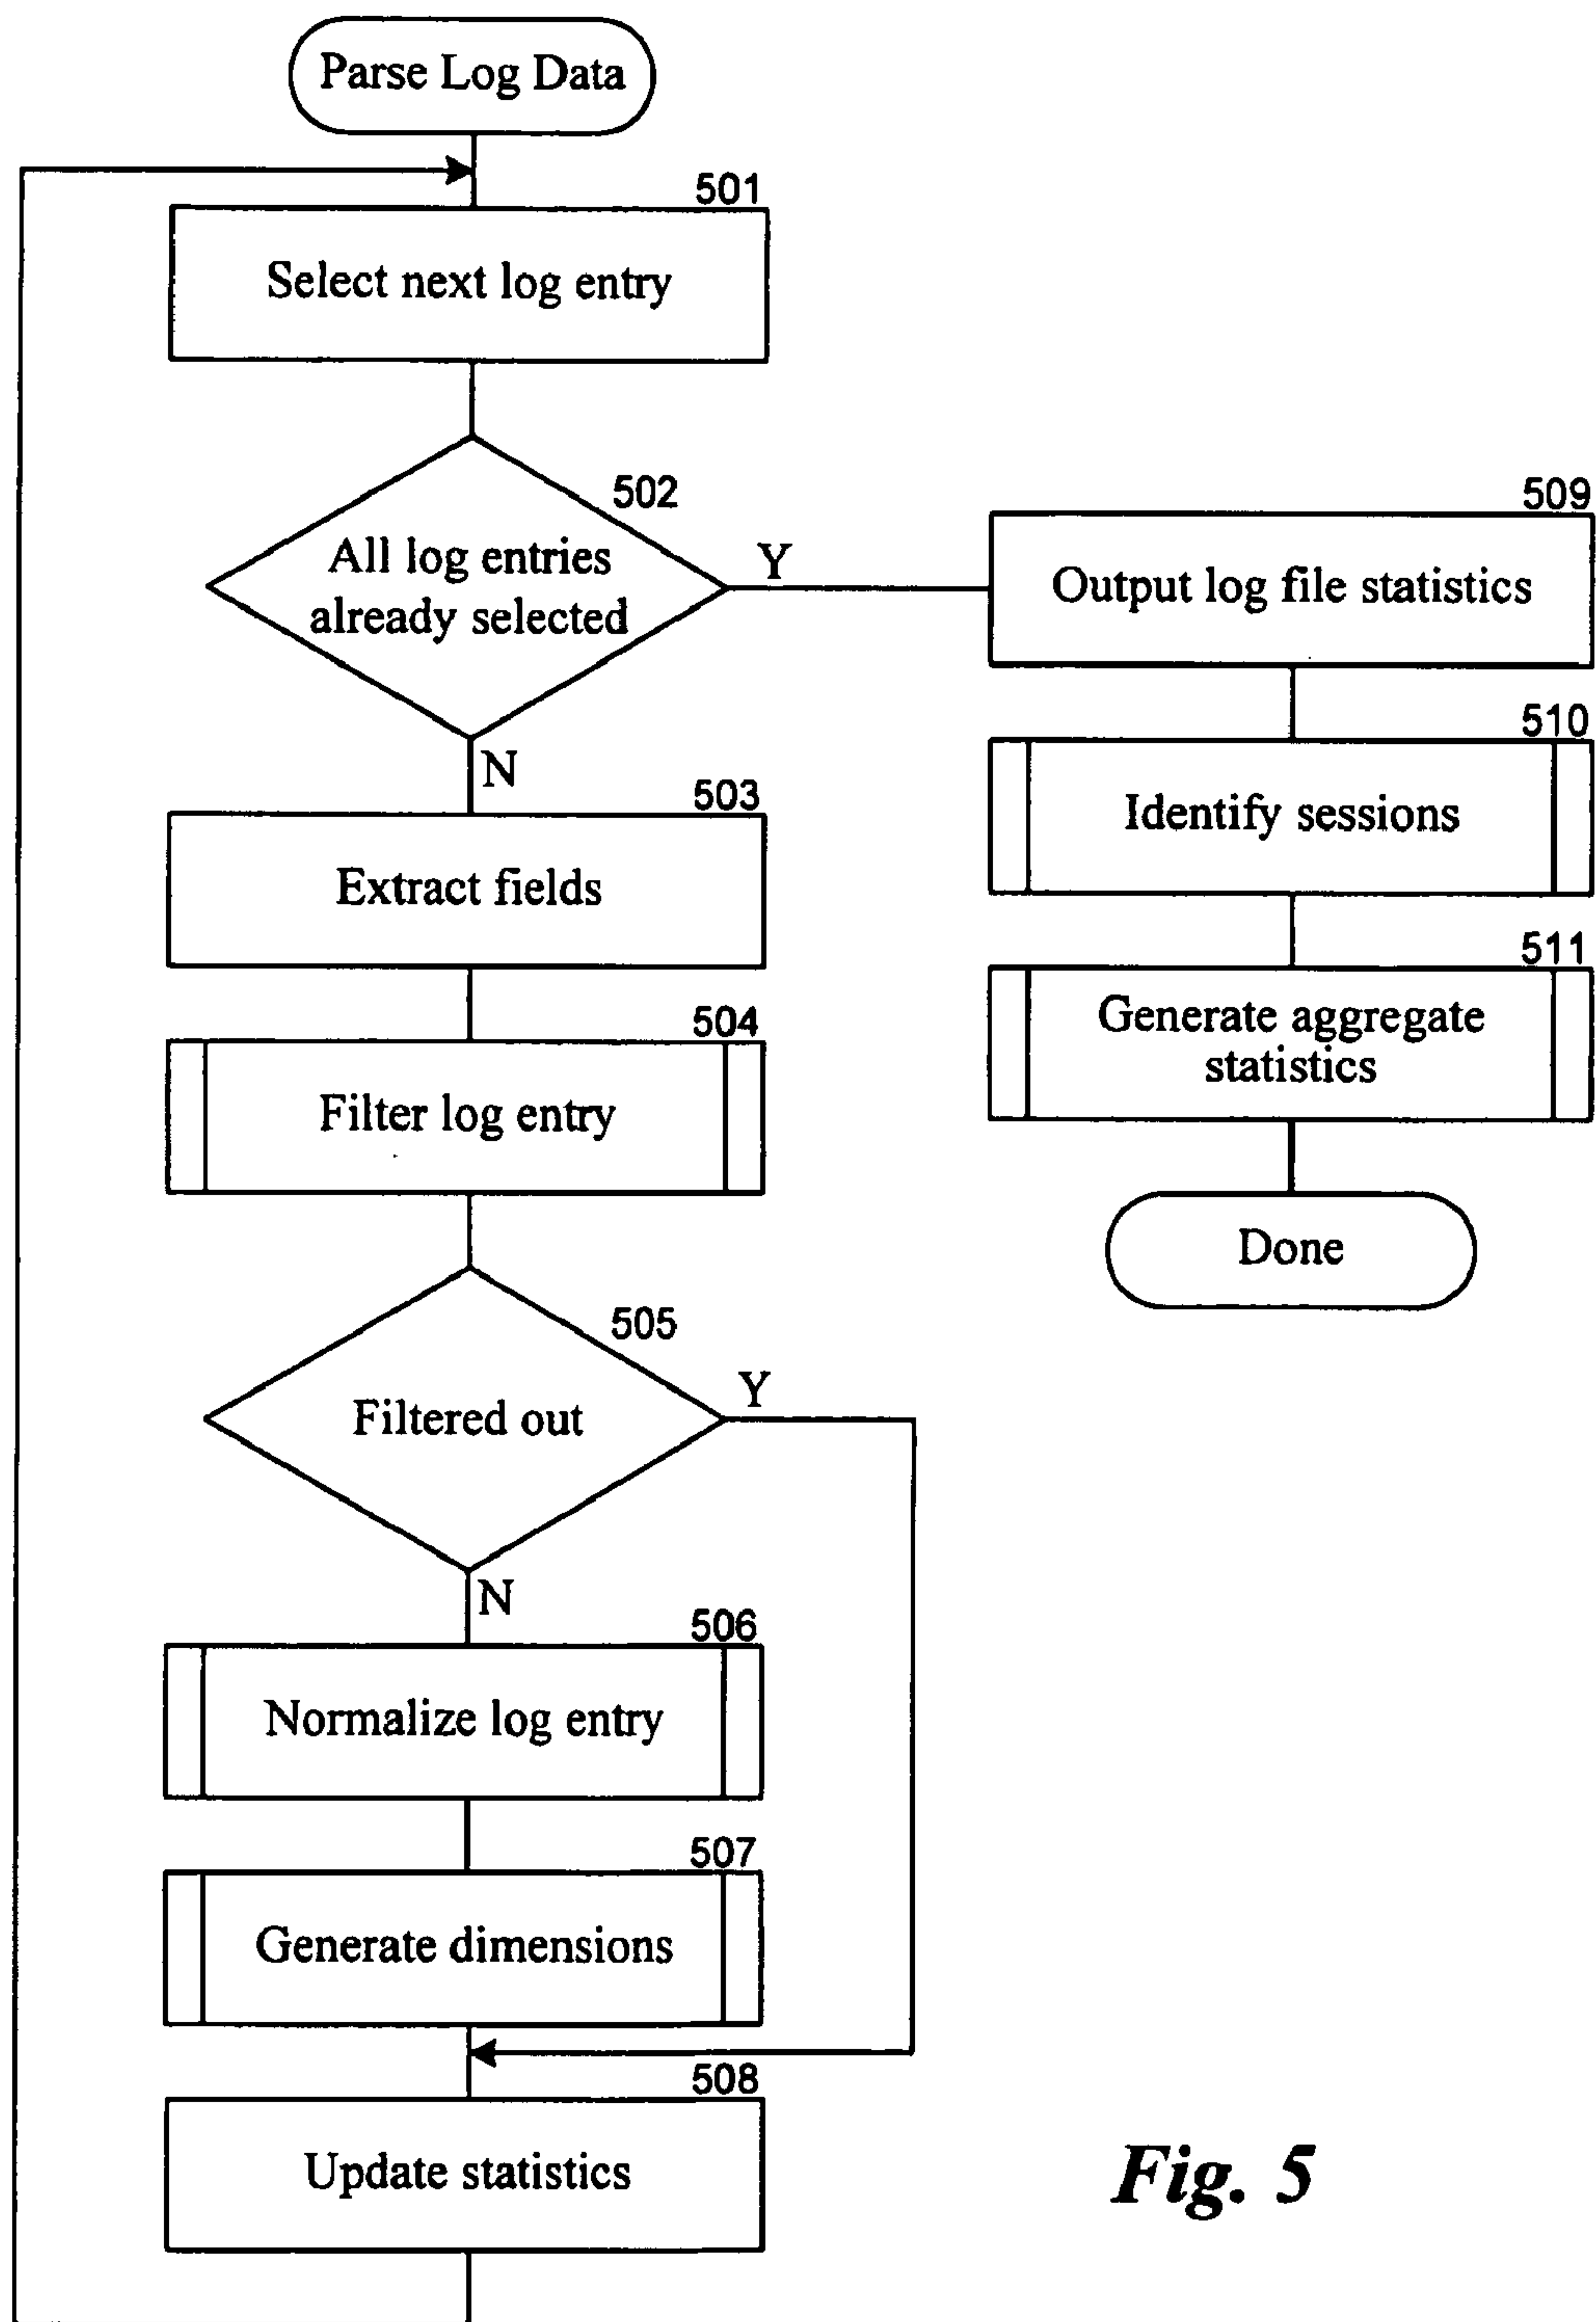 Parse Log Data
501
Select next log entry
502
All log entries
already selected
Y
N
503
Extract fields
504
Filter log entry
505
Filtered out
Y
N
506
Normalize log entry
507
Generate dimensions
508
Update statistics
509
Output log file statistics
510
Identify sessions
511
Generate aggregate
statistics
Done
Fig. 5